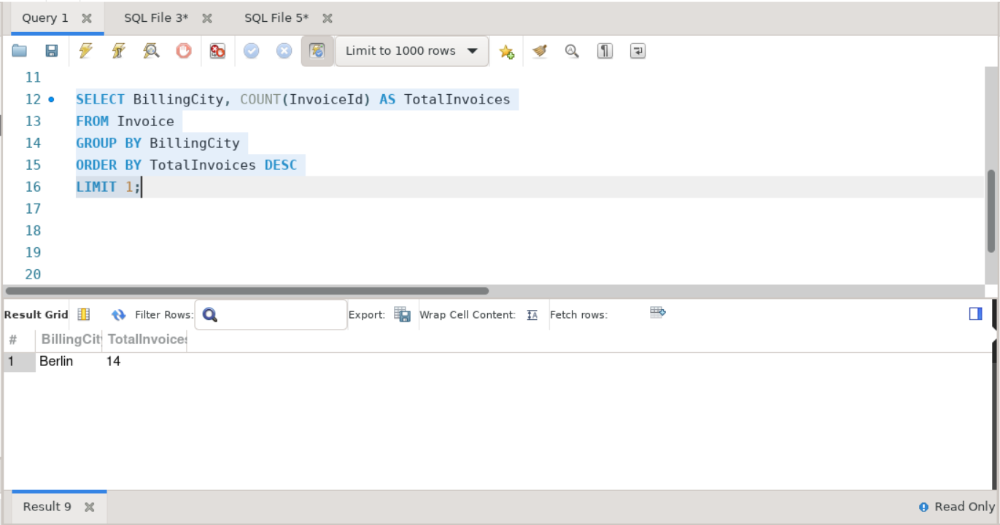 Query 1 SQL File 3* SQL File 5*
Limit to 1000 rows
11
12 SELECT BillingCity, COUNT(InvoiceId) AS TotalInvoices
13 FROM Invoice
14 GROUP BY BillingCity
15 ORDER BY TotalInvoices DESC
16 LIMIT 1;
17
18
19
20
Result Grid Filter Rows: Export: Wrap Cell Content: Fetch rows:
# BillingCit TotalInvoices
1 Berlin 14
Result 9 Read Only